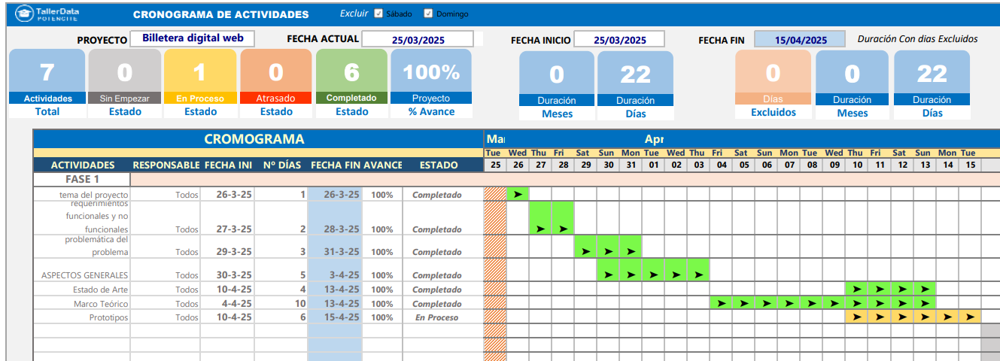 TallerData
POTENCITE
CRONOGRAMA DE ACTIVIDADES
Excluir
Sábado
Domingo
PROYECTO
Billetera digital web
FECHA ACTUAL
25/03/2025
FECHA INICIO
25/03/2025
FECHA FIN
15/04/2025
Duración Con dias Excluidos
7
Actividades
Total
0
Sin Empezar
Estado
1
En Proceso
Estado
0
Atrasado
Estado
6
Completado
Estado
100%
Proyecto
% Avance
0
Duración
Meses
22
Duración
Días
0
Días
Excluidos
0
Duración
Meses
22
Duración
Días
CROMOGRAMA
Mar
Apr
Tue Wed Thu Fri Sat Sun Mon Tue Wed Thu Fri Sat Sun Mon Tue Wed Thu Fri Sat Sun Mon Tue
ACTIVIDADES RESPONSABLE FECHA INI Nº DÍAS FECHA FIN AVANCE ESTADO 25 26 27 28 29 30 31 01 02 03 04 05 06 07 08 09 10 11 12 13 14 15
FASE 1
tema del proyecto Todos 26-3-25 1 26-3-25 100% Completado
requerimientos
funcionales y no
funcionales Todos 27-3-25 2 28-3-25 100% Completado
problemática del
problema Todos 29-3-25 3 31-3-25 100% Completado
ASPECTOS GENERALES Todos 30-3-25 5 3-4-25 100% Completado
Estado de Arte Todos 10-4-25 4 13-4-25 100% Completado
Marco Teórico Todos 4-4-25 10 13-4-25 100% Completado
Prototipos Todos 10-4-25 6 15-4-25 100% En Proceso